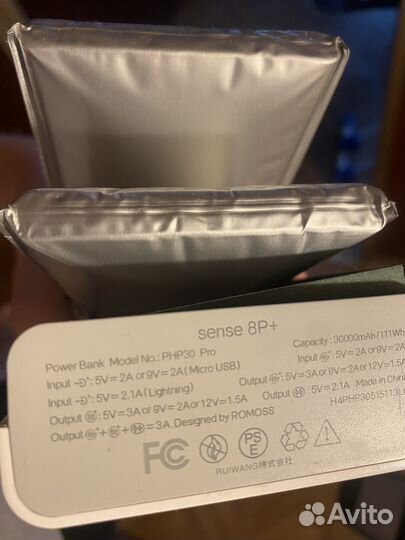 sense 8P+
Power Bank Model No.: PHP30 Pro
Capacity: 30000mAh/111Wh
Input : 5V=2A or 9V=2A (Micro USB)
Input : 5V=2A or 9V=2A
Input : 5V=2.1A (Lightning)
Output : 5V=3A or 9V=2A or 12V=1.5A
Output : 5V=3A or 9V=2A or 12V=1.5A
Output : 5V=2.1A Made in China
Output + + =3A Designed by ROMOSS
FC
PSE
RUIWANG株式会社
Avito